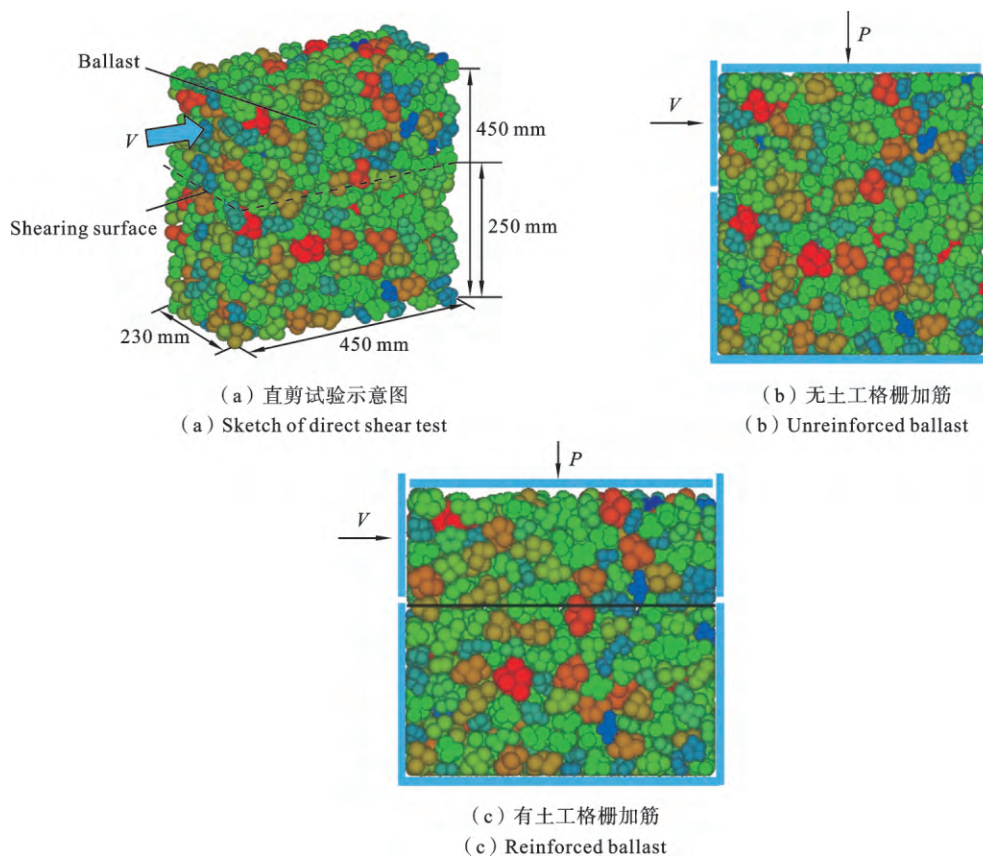 Ballast
V
450 mm
Shearing surface
250 mm
230 mm
450 mm
(a)直剪试验示意图
(a) Sketch of direct shear test
P
V
(b)无土工格栅加筋
(b) Unreinforced ballast
P
V
(c)有土工格栅加筋
(c) Reinforced ballast